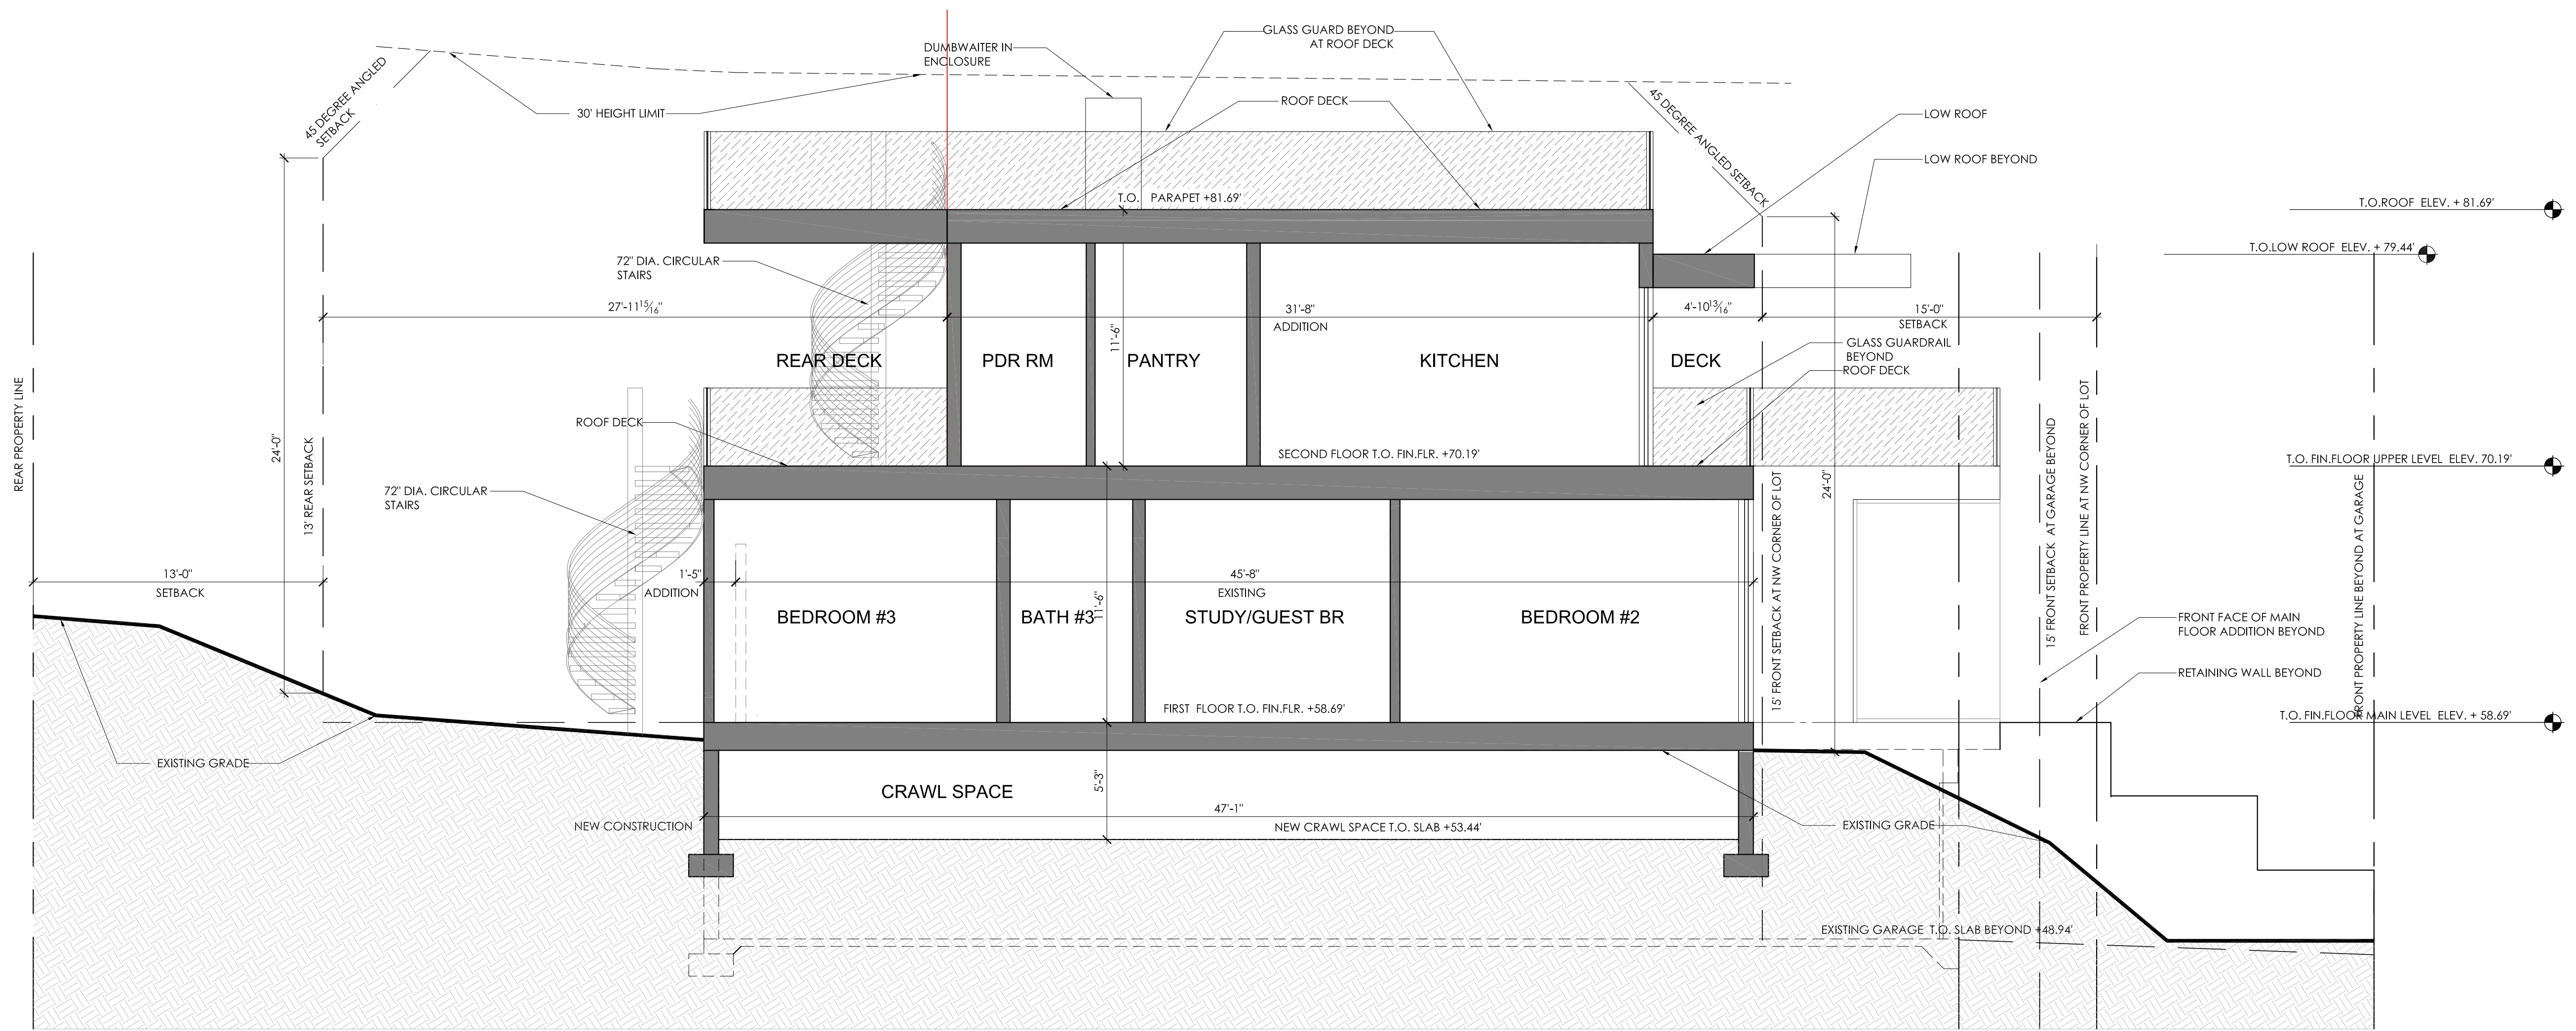 GLASS GUARD BEYOND
AT ROOF DECK
DUMBWAITER IN
ENCLOSURE
45 DEGREE ANGLED
SETBACK
30' HEIGHT LIMIT
ROOF DECK
45 DEGREE ANGLED SETBACK
LOW ROOF
LOW ROOF BEYOND
T.O. PARAPET +81.69'
T.O.ROOF ELEV. + 81.69'
T.O.LOW ROOF ELEV. + 79.44'
72" DIA. CIRCULAR
STAIRS
27'-11 15/16"
31'-8"
ADDITION
4'-10 13/16"
15'-0"
SETBACK
11'-6"
REAR DECK
PDR RM
PANTRY
KITCHEN
DECK
GLASS GUARDRAIL
BEYOND
ROOF DECK
REAR PROPERTY LINE
24'-0"
13' REAR SETBACK
ROOF DECK
SECOND FLOOR T.O. FIN.FLR. +70.19'
T.O. FIN.FLOOR UPPER LEVEL ELEV. 70.19'
72" DIA. CIRCULAR
STAIRS
24'-0"
15' FRONT SETBACK AT NW CORNER OF LOT
15' FRONT SETBACK AT GARAGE BEYOND
FRONT PROPERTY LINE AT NW CORNER OF LOT
FRONT PROPERTY LINE BEYOND AT GARAGE
13'-0"
SETBACK
1'-5"
ADDITION
45'-8"
EXISTING
11'-6"
BEDROOM #3
BATH #3
STUDY/GUEST BR
BEDROOM #2
FRONT FACE OF MAIN
FLOOR ADDITION BEYOND
RETAINING WALL BEYOND
FIRST FLOOR T.O. FIN.FLR. +58.69'
T.O. FIN.FLOOR MAIN LEVEL ELEV. + 58.69'
EXISTING GRADE
CRAWL SPACE
5'-3"
47'-1"
NEW CONSTRUCTION
NEW CRAWL SPACE T.O. SLAB +53.44'
EXISTING GRADE
EXISTING GARAGE T.O. SLAB BEYOND +48.94'